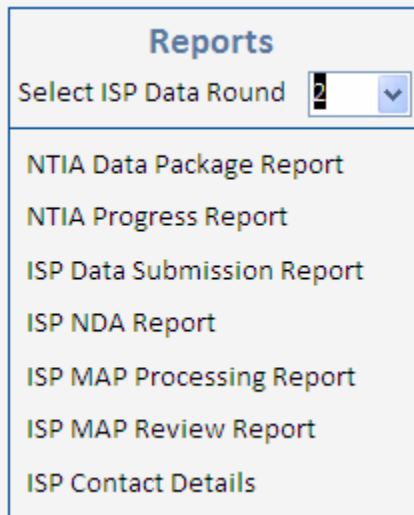 Reports
Select ISP Data Round 2
NTIA Data Package Report
NTIA Progress Report
ISP Data Submission Report
ISP NDA Report
ISP MAP Processing Report
ISP MAP Review Report
ISP Contact Details